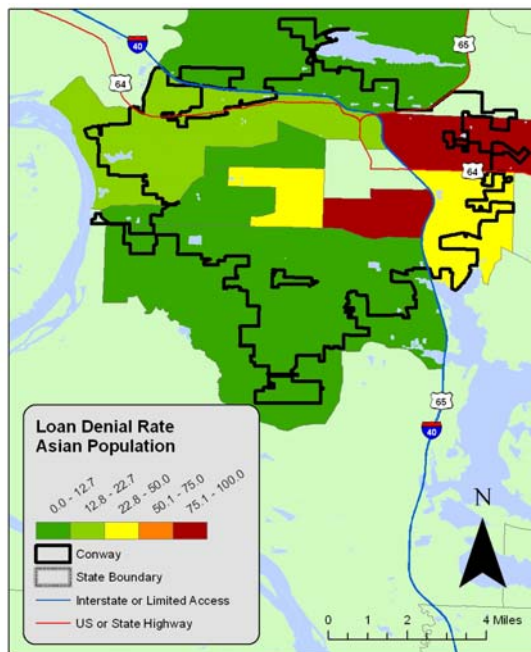 40
65
64
64
65
40
Loan Denial Rate
Asian Population
0.0 - 12.7
12.8 - 22.7
22.8 - 50.0
50.1 - 75.0
75.1 - 100.0
Conway
State Boundary
Interstate or Limited Access
US or State Highway
N
0 1 2 4 Miles